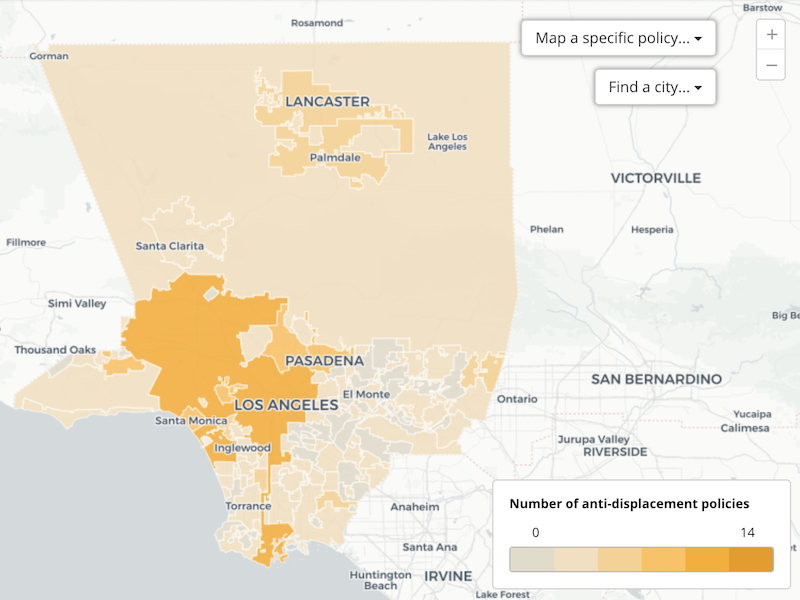 Barstow
Rosamond
Map a specific policy...
+
Gorman
−
Find a city...
LANCASTER
Lake Los
Angeles
Palmdale
VICTORVILLE
Phelan
Hesperia
Fillmore
Santa Clarita
Simi Valley
Big Be
Thousand Oaks
PASADENA
SAN BERNARDINO
El Monte
Ontario
LOS ANGELES
Santa Monica
Yucaipa
Calimesa
Jurupa Valley
RIVERSIDE
Inglewood
Torrance
Anaheim
Number of anti-displacement policies
0
14
Santa Ana
et
Huntington
Beach
IRVINE
Lake Forest